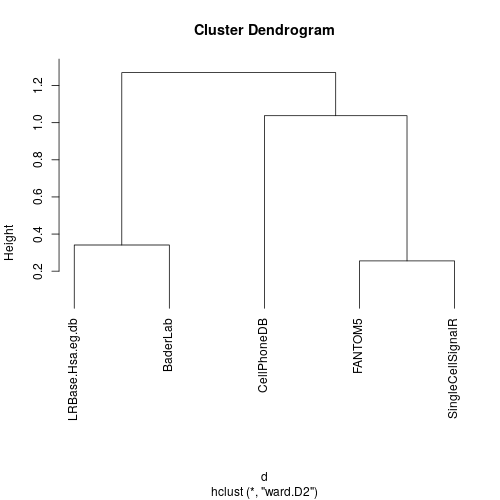 Cluster Dendrogram
Height
1.2
1.0
0.8
0.6
0.4
0.2
LRBase.Hsa.eg.db
BaderLab
CellPhoneDB
FANTOM5
SingleCellSignalR
d
hclust (*, "ward.D2")